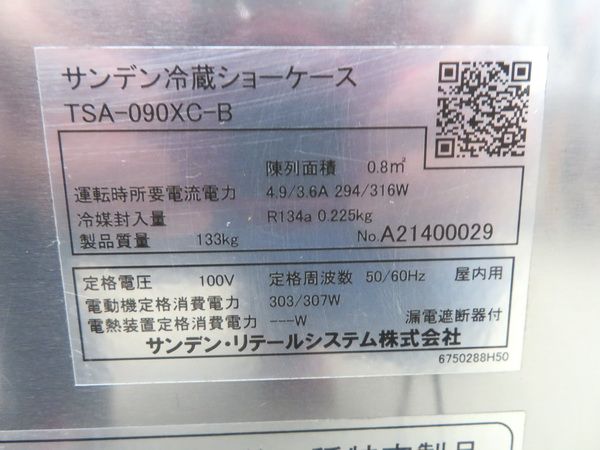 サンデン冷蔵ショーケース
TSA-090XC-B
陳列面積 0.8㎡
運転時所要電流電力 4.9/3.6A 294/316W
冷媒封入量 R134a 0.225kg
製品質量 133kg No.A21400029
定格電圧 100V 定格周波数 50/60Hz 屋内用
電動機定格消費電力 303/307W
電熱装置定格消費電力 ---W 漏電遮断器付
サンデン・リテールシステム株式会社
6750288H50